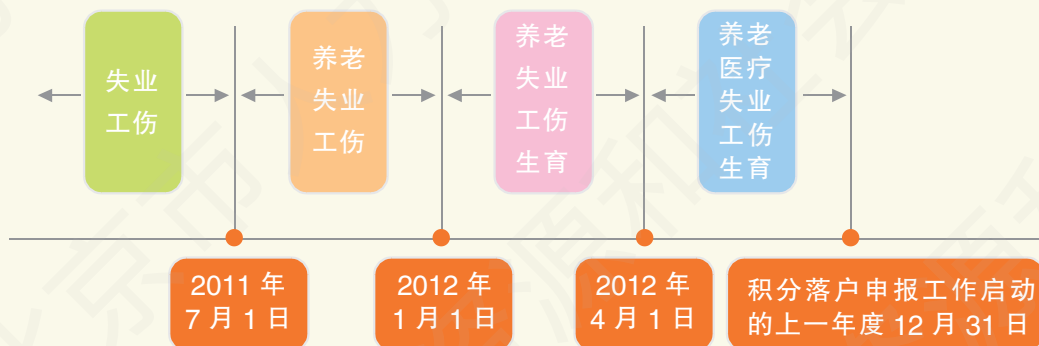 失业
工伤
养老
失业
工伤
养老
失业
工伤
生育
养老
医疗
失业
工伤
生育
2011 年
7 月 1 日
2012 年
1 月 1 日
2012 年
4 月 1 日
积分落户申报工作启动
的上一年度 12 月 31 日